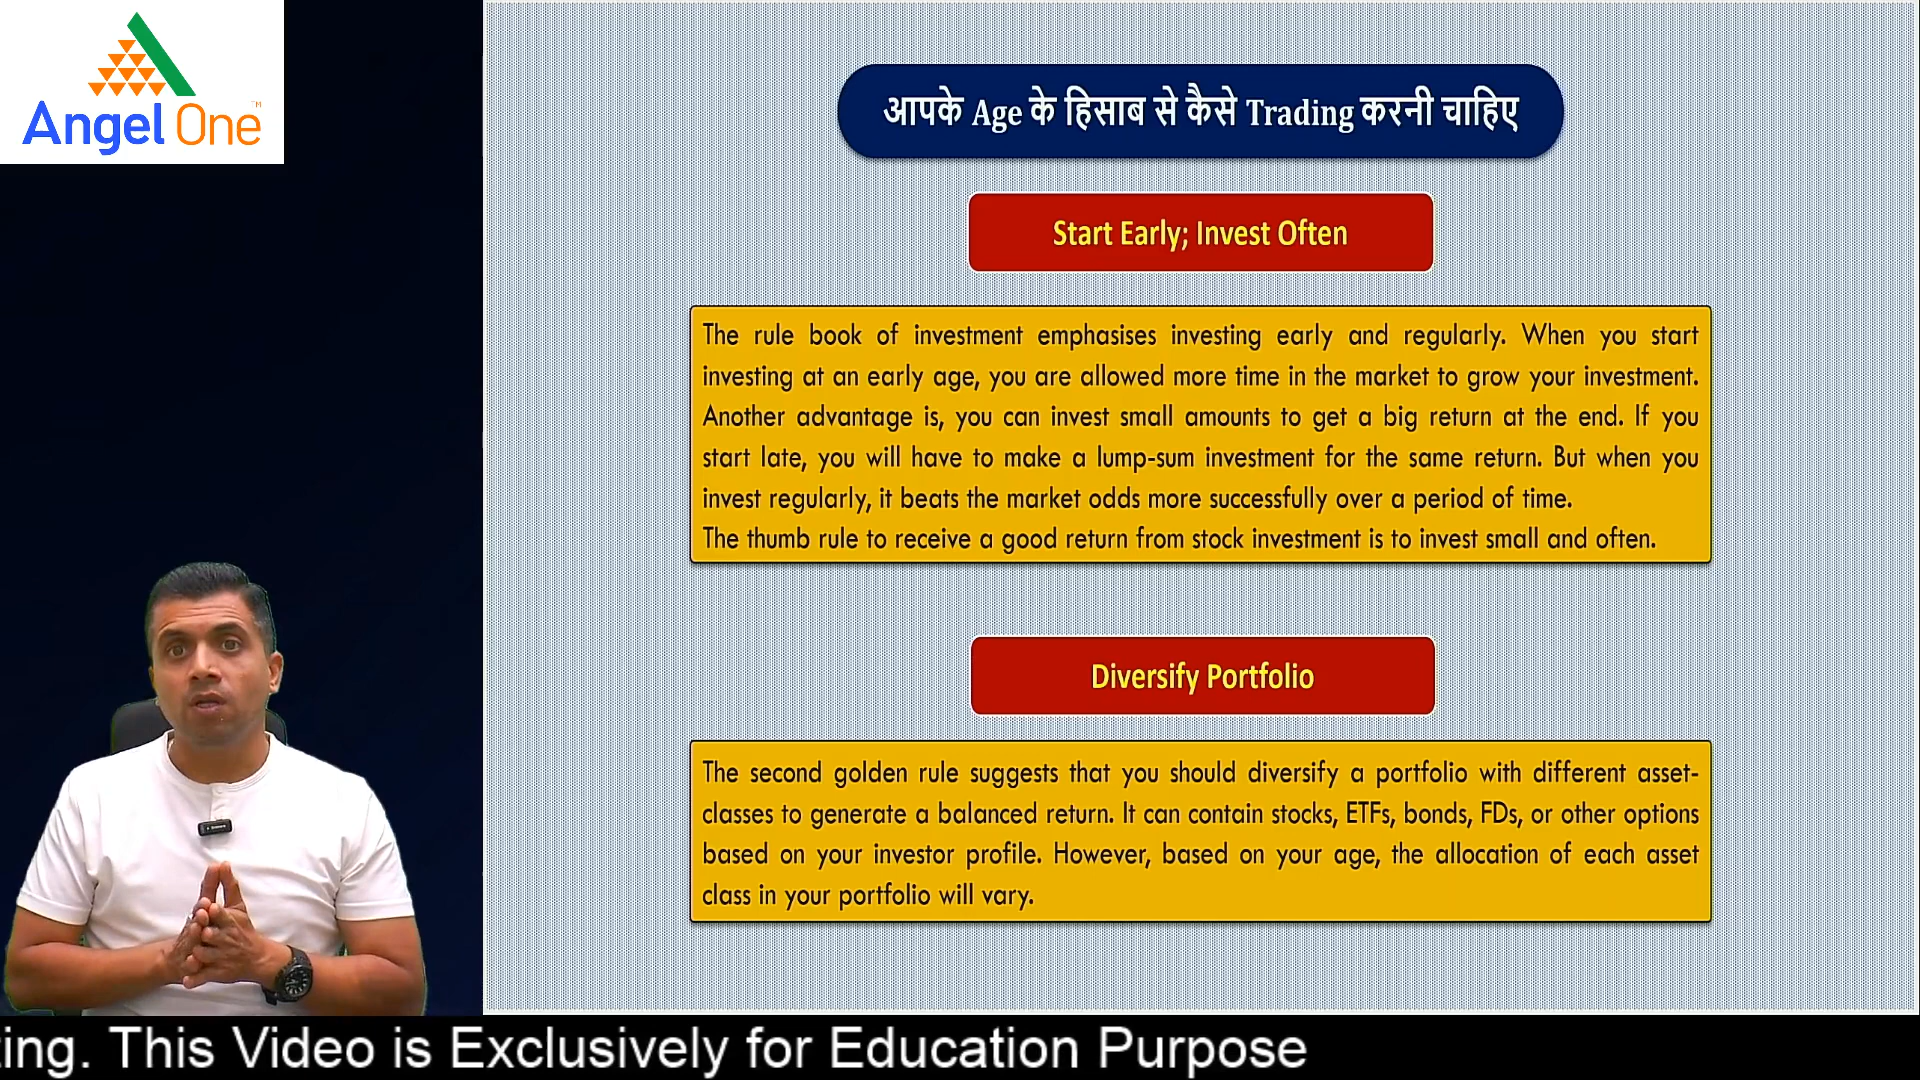 Angel One
TM
आपके Age के हिसाब से कैसे Trading करनी चाहिए
Start Early; Invest Often
The rule book of investment emphasises investing early and regularly. When you start
investing at an early age, you are allowed more time in the market to grow your investment.
Another advantage is, you can invest small amounts to get a big return at the end. If you
start late, you will have to make a lump-sum investment for the same return. But when you
invest regularly, it beats the market odds more successfully over a period of time.
The thumb rule to receive a good return from stock investment is to invest small and often.
Diversify Portfolio
The second golden rule suggests that you should diversify a portfolio with different asset-
classes to generate a balanced return. It can contain stocks, ETFs, bonds, FDs, or other options
based on your investor profile. However, based on your age, the allocation of each asset
class in your portfolio will vary.
ting. This Video is Exclusively for Education Purpose